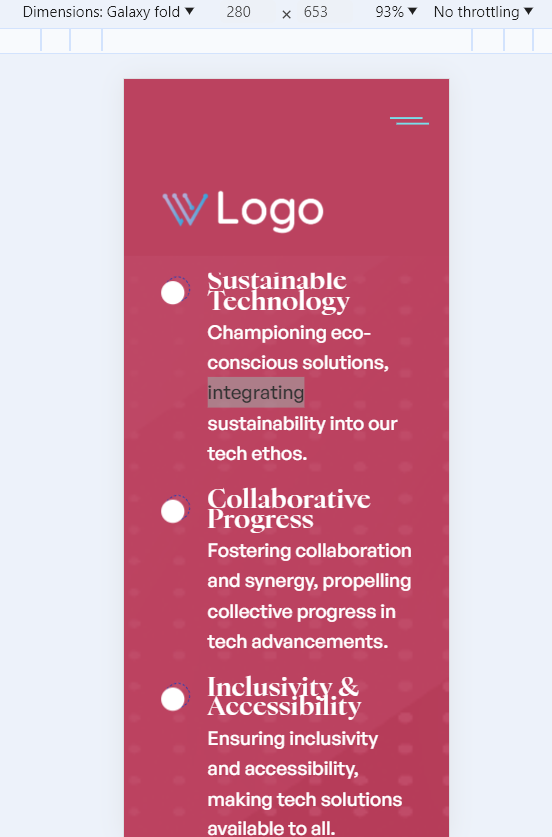 Dimensions: Galaxy fold ▼ 280 × 653 93% ▼ No throttling ▼
Logo
Sustainable
Technology
Championing eco-
conscious solutions,
integrating
sustainability into our
tech ethos.
Collaborative
Progress
Fostering collaboration
and synergy, propelling
collective progress in
tech advancements.
Inclusivity &
Accessibility
Ensuring inclusivity
and accessibility,
making tech solutions
available to all.